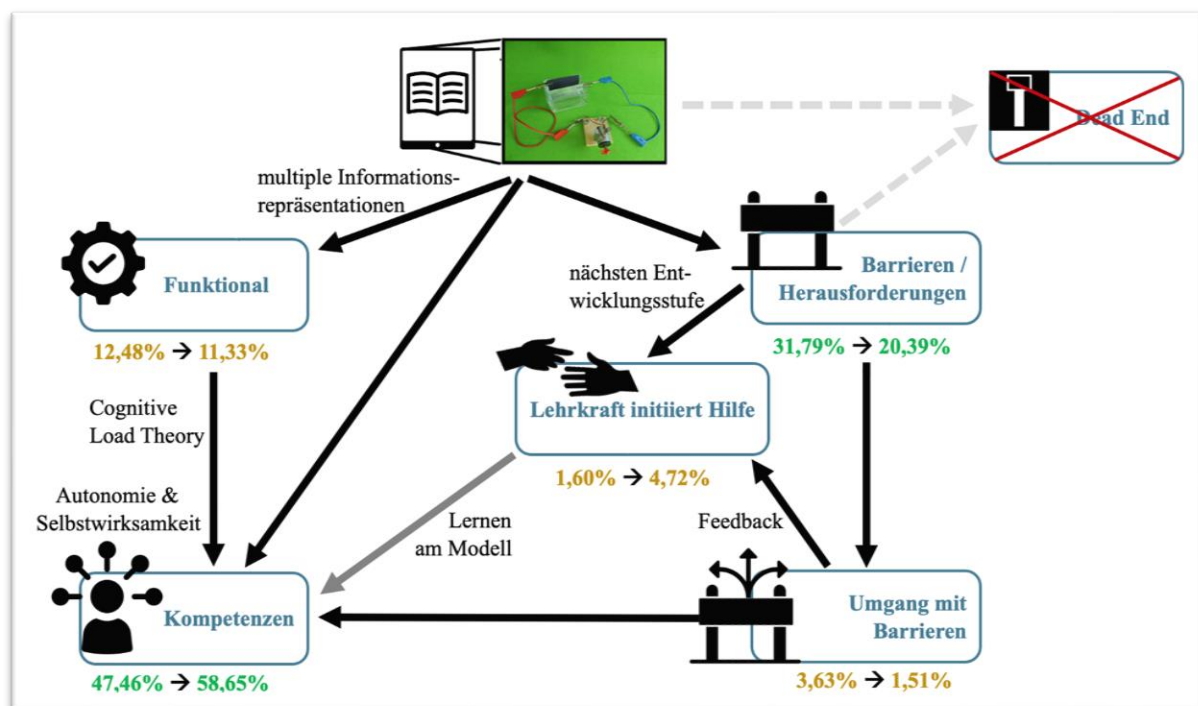 Dead End
multiple Informations-
repräsentationen
Funktional
12,48% → 11,33%
nächsten Ent-
wicklungsstufe
Barrieren /
Herausforderungen
31,79% → 20,39%
Lehrkraft initiiert Hilfe
1,60% → 4,72%
Cognitive
Load Theory
Autonomie &
Selbstwirksamkeit
Lernen
am Modell
Feedback
Kompetenzen
47,46% → 58,65%
Umgang mit
Barrieren
3,63% → 1,51%